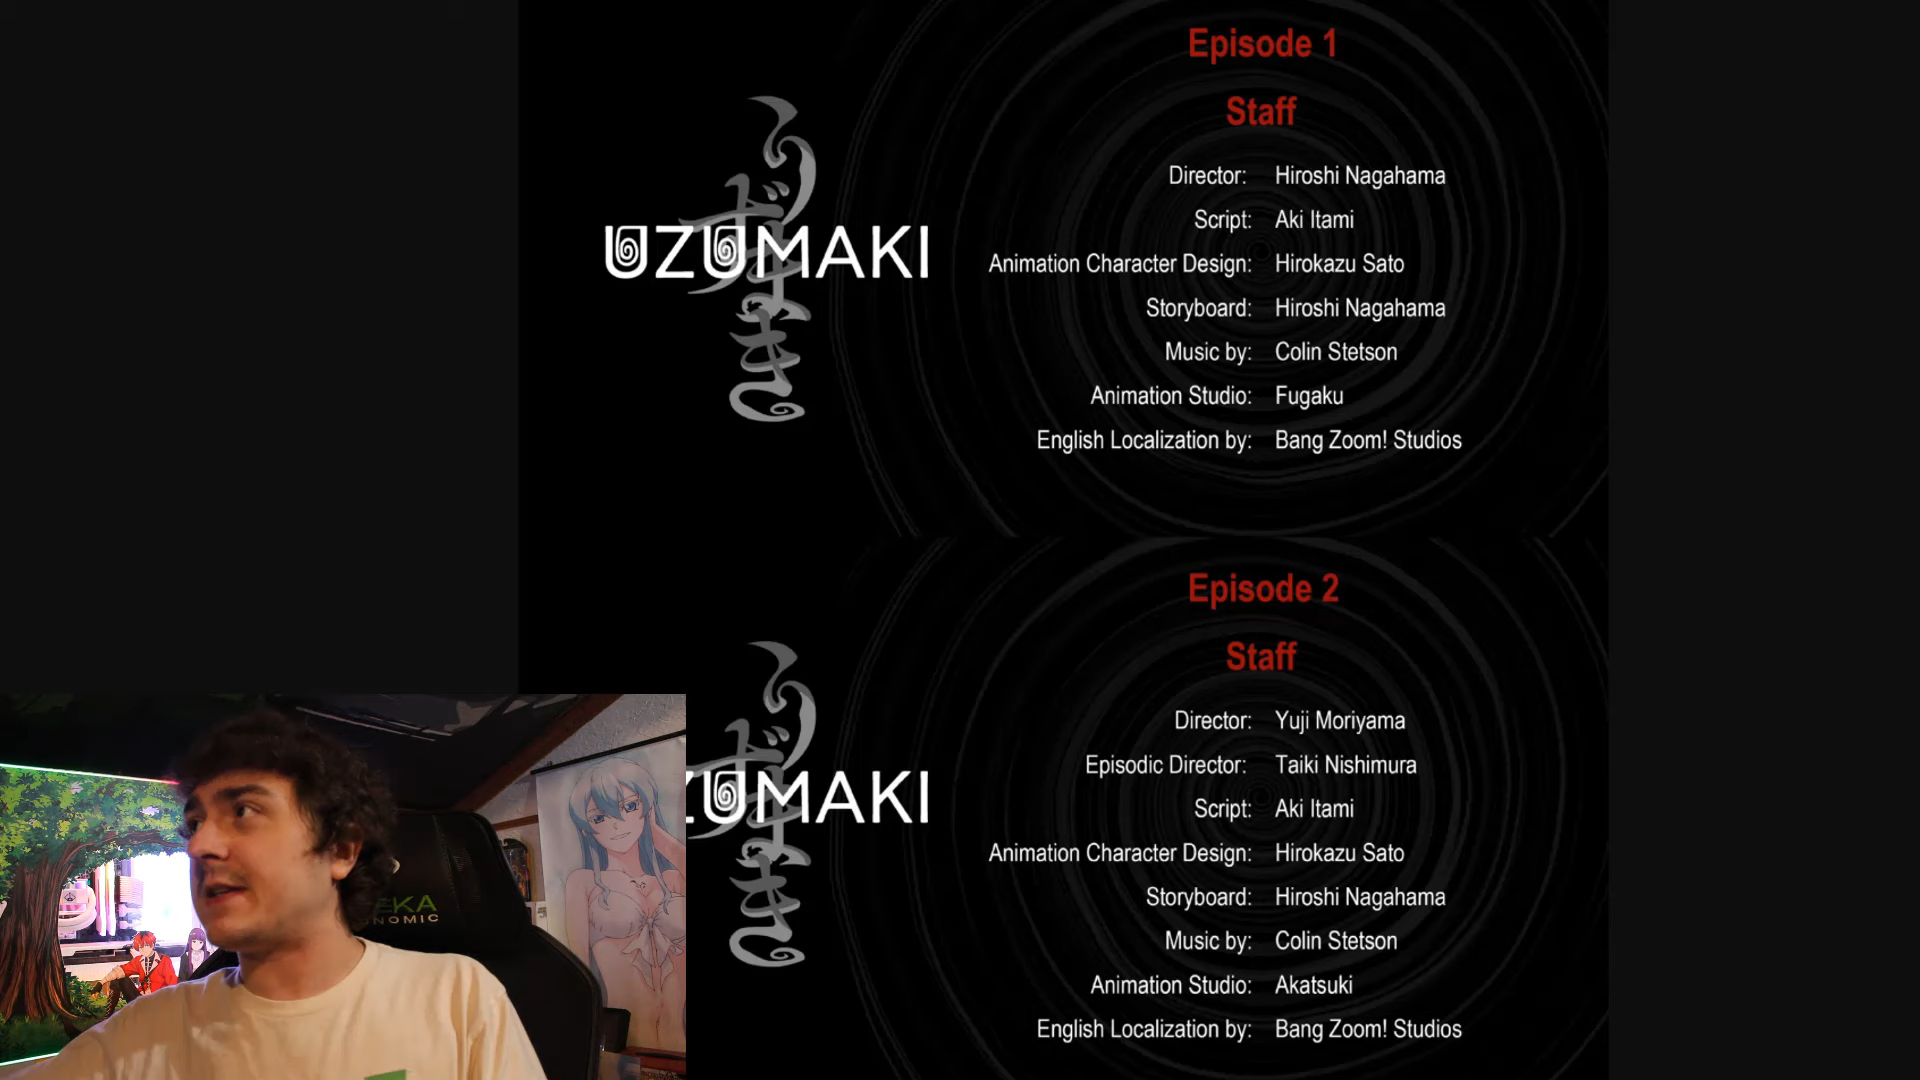 Episode 1
Staff
うずまき
UZUMAKI
Director: Hiroshi Nagahama
Script: Aki Itami
Animation Character Design: Hirokazu Sato
Storyboard: Hiroshi Nagahama
Music by: Colin Stetson
Animation Studio: Fugaku
English Localization by: Bang Zoom! Studios
Episode 2
Staff
うずまき
ZUMAKI
Director: Yuji Moriyama
Episodic Director: Taiki Nishimura
Script: Aki Itami
Animation Character Design: Hirokazu Sato
Storyboard: Hiroshi Nagahama
Music by: Colin Stetson
Animation Studio: Akatsuki
English Localization by: Bang Zoom! Studios
EKA
NOMIC